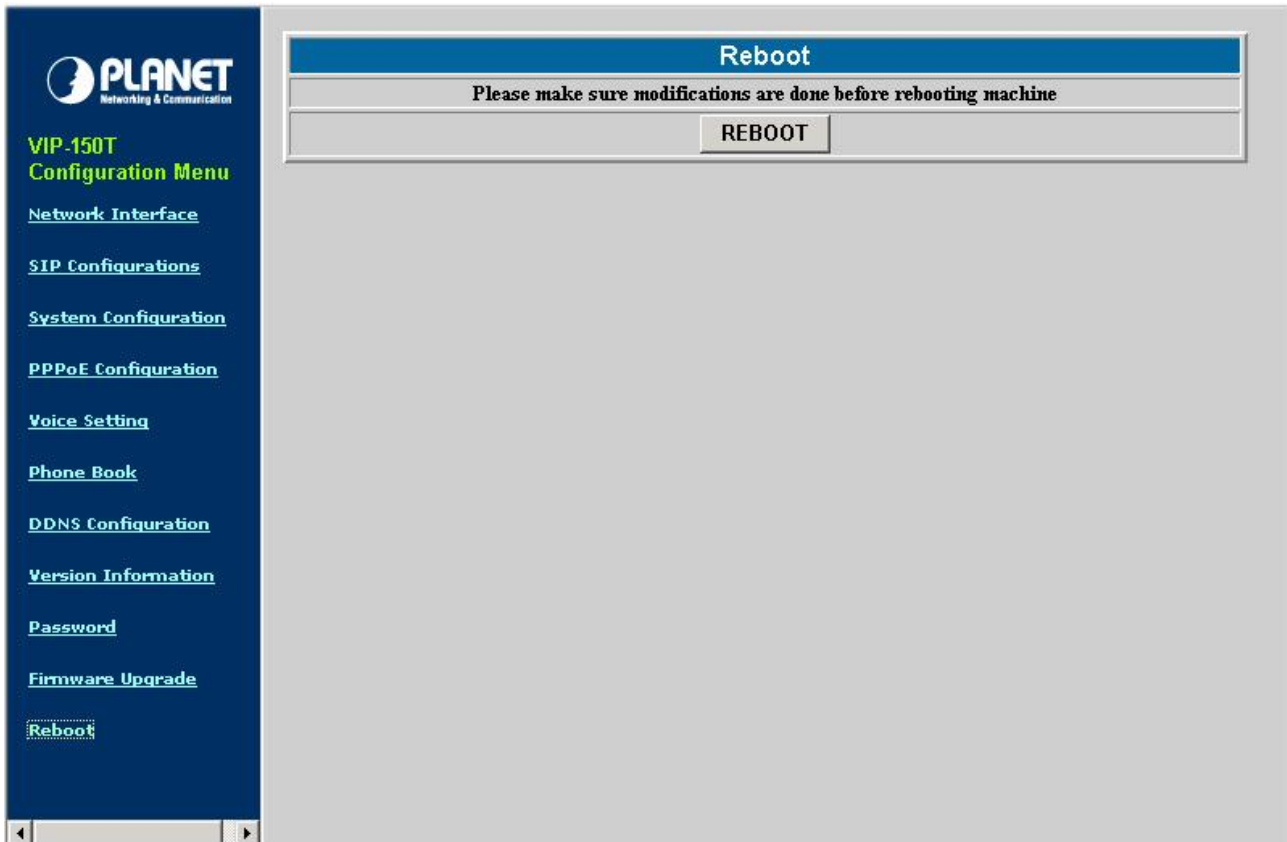 PLANET
Networking & Communication
VIP-150T
Configuration Menu
Network Interface
SIP Configurations
System Configuration
PPPoE Configuration
Voice Setting
Phone Book
DDNS Configuration
Version Information
Password
Firmware Upgrade
Reboot
Reboot
Please make sure modifications are done before rebooting machine
REBOOT